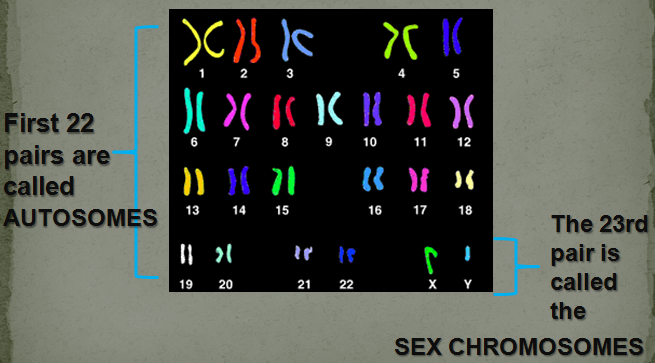 First 22
pairs are
called
AUTOSOMES
1 2 3 4 5
6 7 8 9 10 11 12
13 14 15 16 17 18
19 20 21 22 X Y
The 23rd
pair is
called
the
SEX CHROMOSOMES